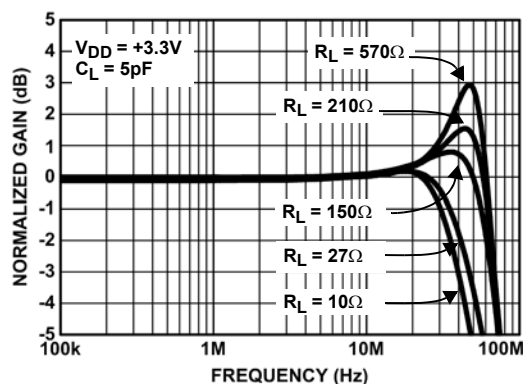 5
4
3
2
1
0
-1
-2
-3
-4
-5
NORMALIZED GAIN (dB)
V_DD = +3.3V
C_L = 5pF
R_L = 570Ω
R_L = 210Ω
R_L = 150Ω
R_L = 27Ω
R_L = 10Ω
100k 1M 10M 100M
FREQUENCY (Hz)